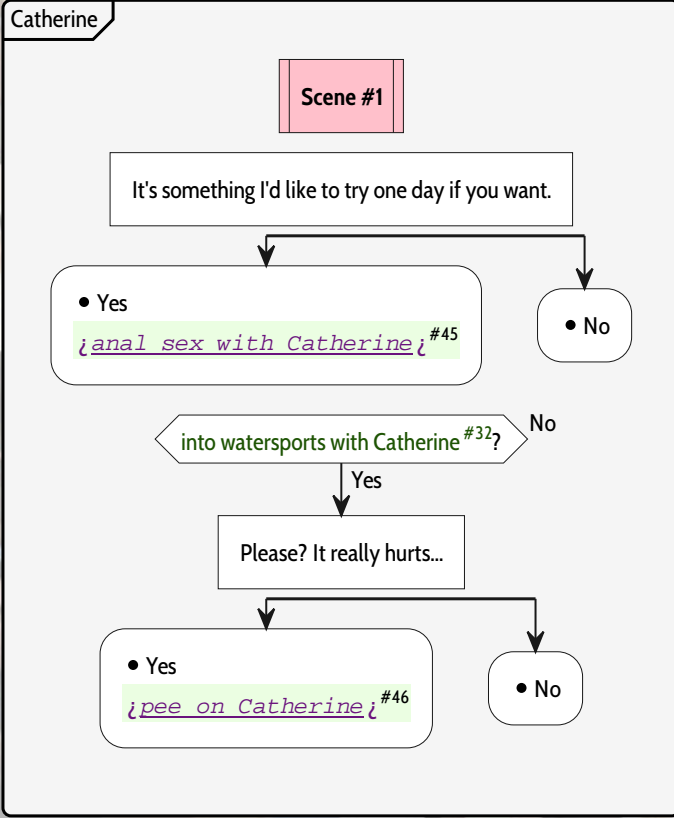 Catherine
Scene #1
It's something I'd like to try one day if you want.
• Yes
¿anal sex with Catherine¿ #45
• No
into watersports with Catherine #32?
No
Yes
Please? It really hurts...
• Yes
¿pee on Catherine¿ #46
• No